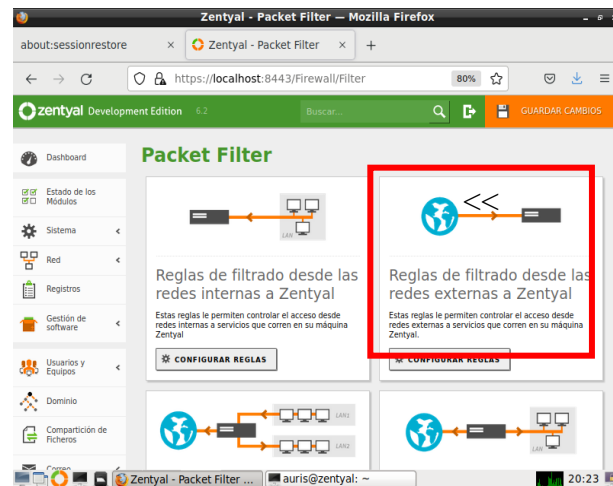 Zentyal - Packet Filter — Mozilla Firefox
about:sessionrestore
Zentyal - Packet Filter
https://localhost:8443/Firewall/Filter
80%
zentyal Development Edition 6.2
Buscar...
GUARDAR CAMBIOS
Dashboard
Estado de los
Módulos
Sistema
Red
Registros
Gestión de
software
Usuarios y
Equipos
Dominio
Compartición de
Ficheros
Correo
Packet Filter
LAN
Reglas de filtrado desde las
redes internas a Zentyal
Estas reglas le permiten controlar el acceso desde
redes internas a servicios que corren en su máquina
Zentyal
CONFIGURAR REGLAS
<<
Reglas de filtrado desde las
redes externas a Zentyal
Estas reglas le permiten controlar el acceso desde
redes externas a servicios que corren en su máquina
Zentyal.
CONFIGURAR REGLAS
LAN1
LAN2
LAN
Zentyal - Packet Filter ...
auris@zentyal: ~
20:23